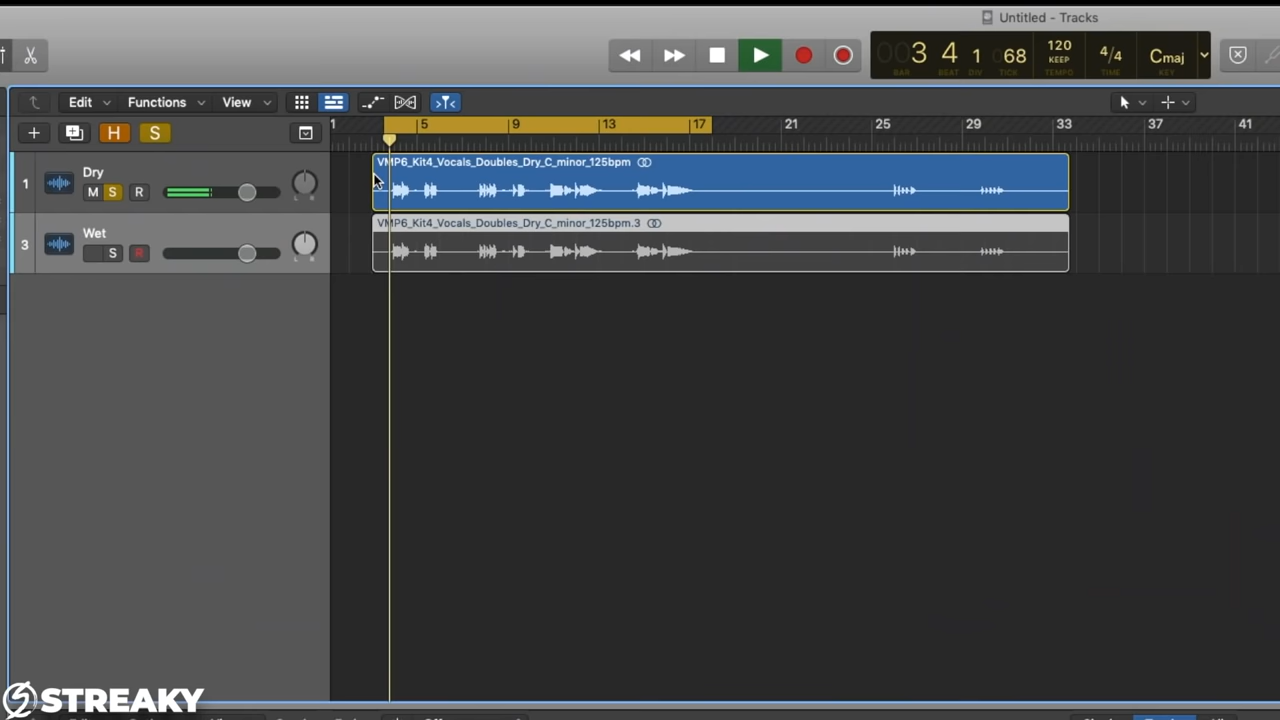 Untitled - Tracks
003 4 1 068
BAR BEAT DIV TICK
120
KEEP
TEMPO
4/4
TIME
Cmaj
KEY
Edit Functions View
H S
1 5 9 13 17 21 25 29 33 37 41
1
Dry
M S R
L R
VMP6_Kit4_Vocals_Doubles_Dry_C_minor_125bpm
3
Wet
S R
L R
VMP6_Kit4_Vocals_Doubles_Dry_C_minor_125bpm.3
STREAKY